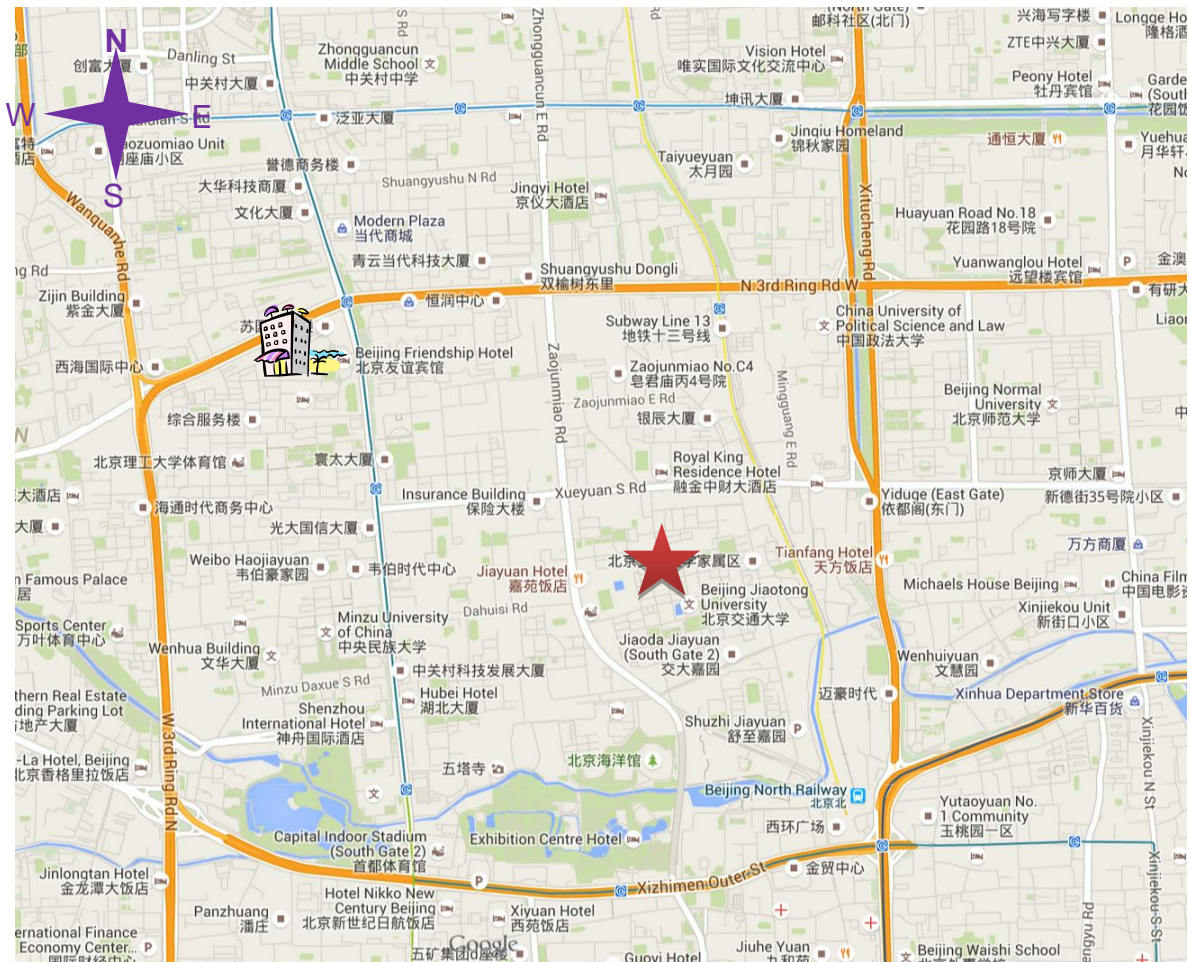 N
W
E
S
创富大厦
Danling St
中关村大厦
Zhongguancun
Middle School
中关村中学
S Rd
Zhongguancun E Rd
Rd
Vision Hotel
唯实国际文化交流中心
邮科社区(北门)
兴海写字楼
ZTE中兴大厦
Peony Hotel
牡丹宾馆
泛亚大厦
坤讯大厦
誉德商务楼
大华科技商厦
文化大厦
Shuangyushu N Rd
Modern Plaza
当代商城
青云当代科技大厦
Jingyi Hotel
京仪大酒店
Taiyueyuan
太月园
Jinqiu Homeland
锦秋家园
通恒大厦
Huayuan Road No.18
花园路18号院
Yuanwanglou Hotel
远望楼宾馆
Wanquanhe Rd
Xitucheng Rd
Zijin Building
紫金大厦
Shuangyushu Dongli
双榆树东里
恒润中心
N 3rd Ring Rd W
Subway Line 13
地铁十三号线
China University of
Political Science and Law
中国政法大学
Beijing Friendship Hotel
北京友谊宾馆
西海国际中心
Zaojunmiao Rd
Zaojunmiao No.C4
皂君庙丙4号院
Zaojunmiao E Rd
Mingguang E Rd
银辰大厦
Beijing Normal
University
北京师范大学
综合服务楼
北京理工大学体育馆
寰太大厦
Royal King
Residence Hotel
融金中财大酒店
京师大厦
新德街35号院小区
海通时代商务中心
Insurance Building
保险大楼
Xueyuan S Rd
Yiduge (East Gate)
依都阁(东门)
光大国信大厦
万方商厦
Weibo Haojiayuan
韦伯豪家园
韦伯时代中心
Jiayuan Hotel
嘉苑饭店
Tianfang Hotel
天方饭店
Michaels House Beijing
China Film
Beijing Jiaotong
University
北京交通大学
Dahuisi Rd
Xinjiekou Unit
新街口小区
n Famous Palace
居
Sports Center
万叶体育中心
Minzu University
of China
中央民族大学
Wenhua Building
文华大厦
Jiaoda Jiayuan
(South Gate 2)
交大嘉园
Wenhuiyuan
文慧园
中关村科技发展大厦
Minzu Daxue S Rd
Hubei Hotel
湖北大厦
迈豪时代
Xinhua Department Store
新华百货
thern Real Estate
ding Parking Lot
Shenzhou
International Hotel
神舟国际酒店
Shuzhi Jiayuan
舒至嘉园
W 3rd Ring Rd N
-La Hotel, Beijing
北京香格里拉饭店
五塔寺
北京海洋馆
Beijing North Railway
北京北
Xinjiekou N St
Yutaoyuan No.
1 Community
玉桃园一区
西环广场
Capital Indoor Stadium
(South Gate 2)
首都体育馆
Exhibition Centre Hotel
Xizhimen Outer St
金贸中心
Jinlongtan Hotel
金龙潭大饭店
Hotel Nikko New
Century Beijing
北京新世纪日航饭店
Xiyuan Hotel
西苑饭店
Panzhuang
潘庄
Xinjiekou S St
ernational Finance
Economy Center...
Google
Jiuhe Yuan
Beijing Waishi School